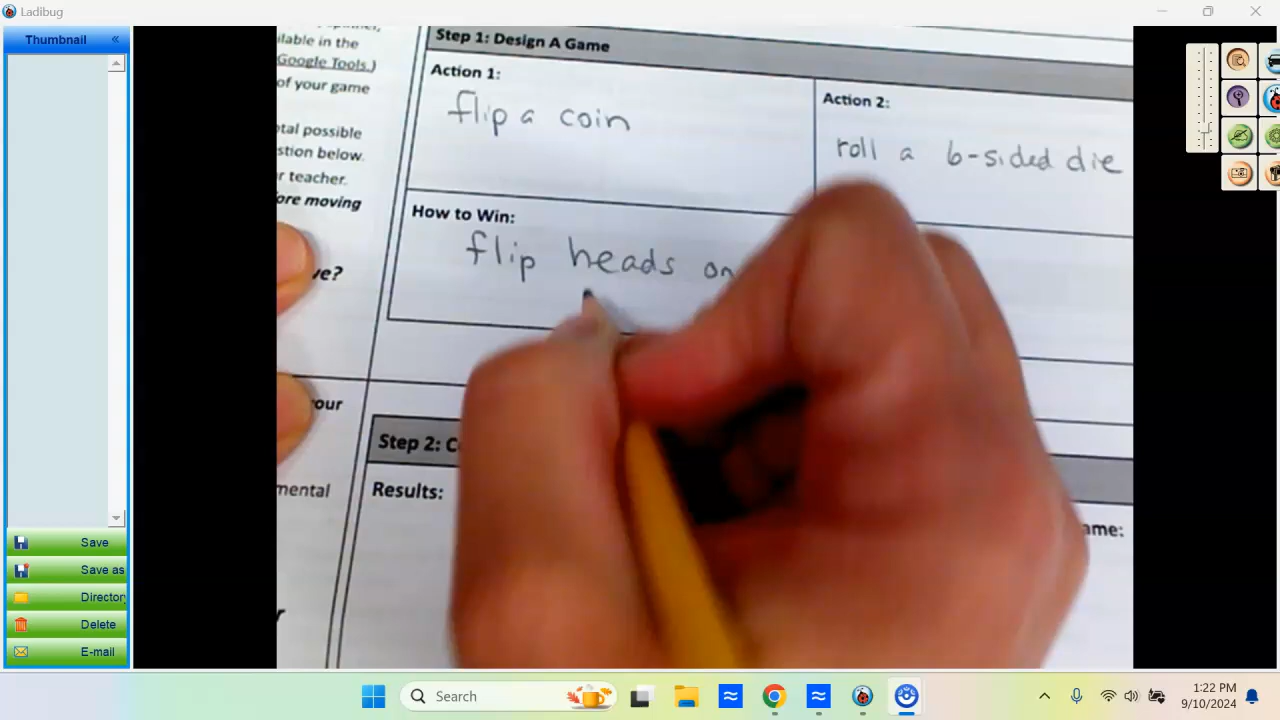 Ladibug
Thumbnail «
Save
Save as
Director
Delete
E-mail
ilable in the
Google Tools.)
of your game
tal possible
stion below.
r teacher.
ore moving
ve?
our
mental
Step 1: Design A Game
Action 1:
flip a coin
Action 2:
roll a 6-sided die
How to Win:
flip heads on
Step 2: C
Results:
ame:
Search
1:22 PM
9/10/2024